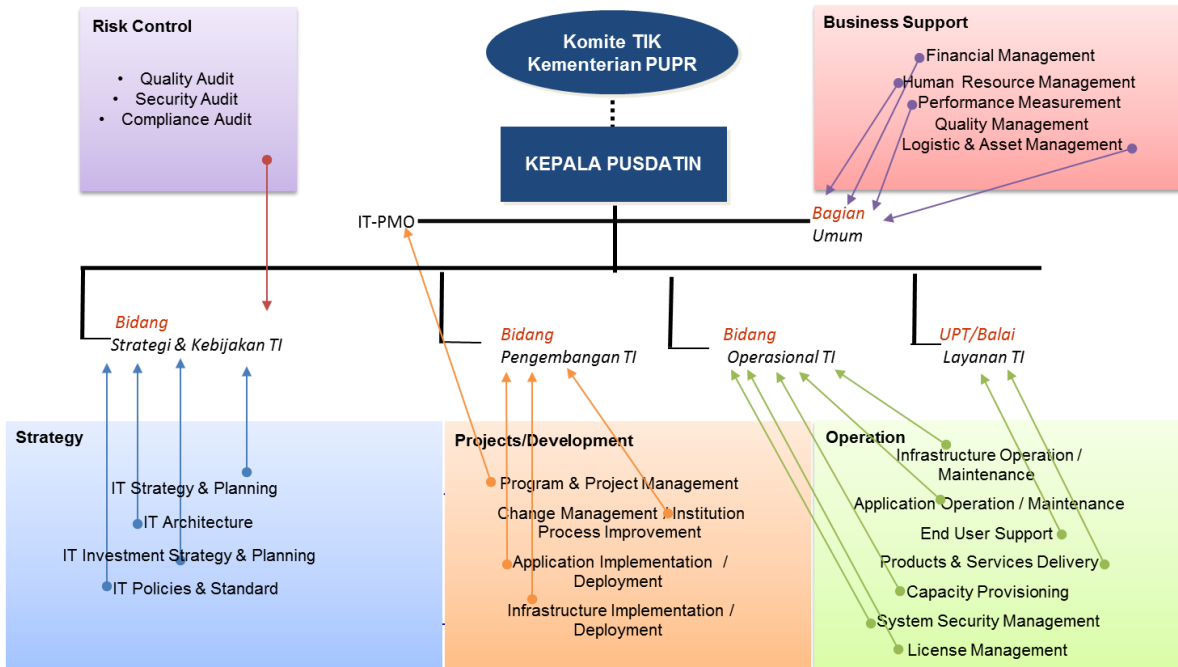 Risk Control
• Quality Audit
• Security Audit
• Compliance Audit
Komite TIK
Kementerian PUPR
KEPALA PUSDATIN
Business Support
Financial Management
Human Resource Management
Performance Measurement
Quality Management
Logistic & Asset Management
IT-PMO
Bagian
Umum
Bidang
Strategi & Kebijakan TI
Bidang
Pengembangan TI
Bidang
Operasional TI
UPT/Balai
Layanan TI
Strategy
IT Strategy & Planning
IT Architecture
IT Investment Strategy & Planning
IT Policies & Standard
Projects/Development
Program & Project Management
Change Management / Institution
Process Improvement
Application Implementation /
Deployment
Infrastructure Implementation /
Deployment
Operation
Infrastructure Operation /
Maintenance
Application Operation / Maintenance
End User Support
Products & Services Delivery
Capacity Provisioning
System Security Management
License Management